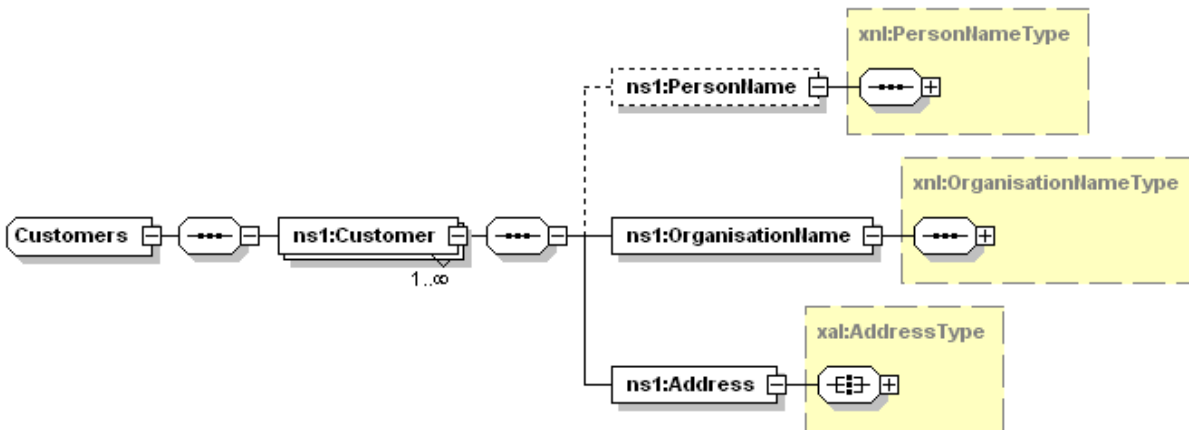 xnl:PersonNameType
ns1:PersonName
xnl:OrganisationNameType
Customers
ns1:Customer
ns1:OrganisationName
1..∞
xal:AddressType
ns1:Address